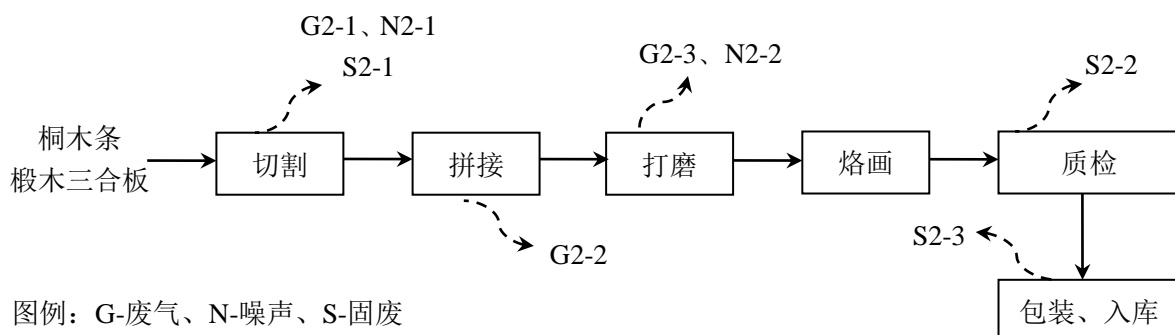 G2-1、N2-1
S2-1
G2-3、N2-2
S2-2
桐木条
椴木三合板
切割
拼接
打磨
烙画
质检
G2-2
S2-3
包装、入库
图例：G-废气、N-噪声、S-固废